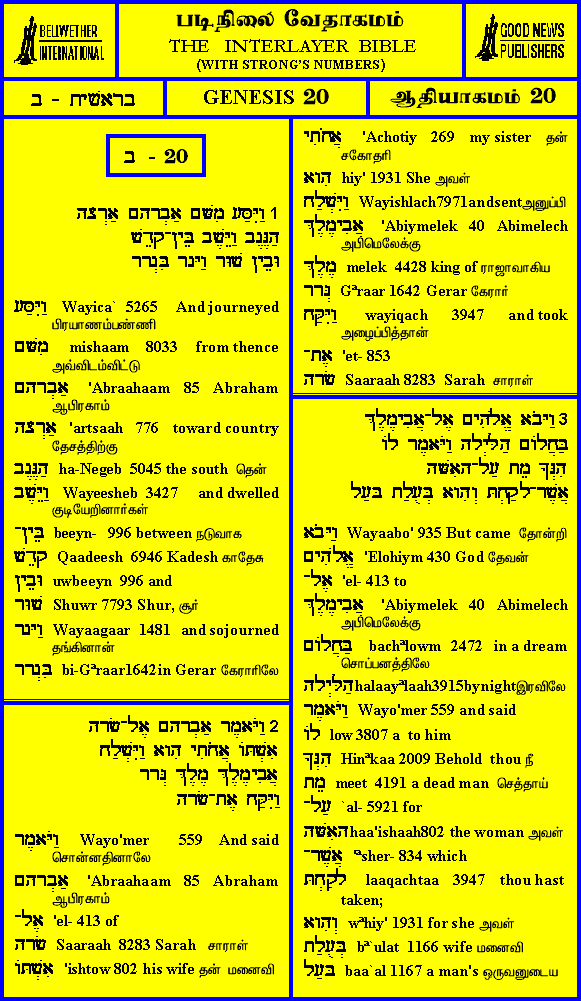 BELLWETHER
INTERNATIONAL
படிநிலை வேதாகமம்
THE INTERLAYER BIBLE
(WITH STRONG'S NUMBERS)
GOOD NEWS
PUBLISHERS
בראשית - ב
GENESIS 20
ஆதியாகமம் 20
ב - 20
1 וַיִּסַּע מִשָּׁם אַבְרָהָם אַרְצָה
הַנֶּגֶב וַיֵּשֶׁב בֵּין־קָדֵשׁ
וּבֵין שׁוּר וַיָּגָר בִּגְרָר
וַיִּסַּע Wayica` 5265 And journeyed
பிரயாணம்பண்ணி
מִשָּׁם mishaam 8033 from thence
அவ்விடம்விட்டு
אַבְרָהָם 'Abraahaam 85 Abraham
ஆபிரகாம்
אַרְצָה 'artsaah 776 toward country
தேசத்திற்கு
הַנֶּגֶב ha-Negeb 5045 the south தென்
וַיֵּשֶׁב Wayeesheb 3427 and dwelled
குடியேறினார்கள்
בֵּין־ beeyn- 996 between நடுவாக
קָדֵשׁ Qaadeesh 6946 Kadesh காதேசு
וּבֵין uwbeeyn 996 and
שׁוּר Shuwr 7793 Shur, சூர்
וַיָּגָר Wayaagaar 1481 and sojourned
தங்கினான்
בִּגְרָר bi-Gªraar1642in Gerar கேராரிலே
2 וַיֹּאמֶר אַבְרָהָם אֶל־שָׂרָה
אִשְׁתּוֹ אֲחֹתִי הִוא וַיִּשְׁלַח
אֲבִימֶלֶךְ מֶלֶךְ גְּרָר
וַיִּקַּח אֶת־שָׂרָה
וַיֹּאמֶר Wayo'mer 559 And said
சொன்னதினாலே
אַבְרָהָם 'Abraahaam 85 Abraham
ஆபிரகாம்
אֶל־ 'el- 413 of
שָׂרָה Saaraah 8283 Sarah சாராள்
אִשְׁתּוֹ 'ishtow 802 his wife தன் மனைவி
אֲחֹתִי 'Achotiy 269 my sister தன்
சகோதரி
הִוא hiy' 1931 She அவள்
וַיִּשְׁלַח Wayishlach7971andsentஅனுப்பி
אֲבִימֶלֶךְ 'Abiymelek 40 Abimelech
அபிமெலேக்கு
מֶלֶךְ melek 4428 king of ராஜாவாகிய
גְּרָר Gªraar 1642 Gerar கேரார்
וַיִּקַּח wayiqach 3947 and took
அழைப்பித்தான்
אֶת־ 'et- 853
שָׂרָה Saaraah 8283 Sarah சாராள்
3 וַיָּבֹא אֱלֹהִים אֶל־אֲבִימֶלֶךְ
בַּחֲלוֹם הַלָּיְלָה וַיֹּאמֶר לוֹ
הִנְּךָ מֵת עַל־הָאִשָּׁה
אֲשֶׁר־לָקַחְתָּ וְהִוא בְּעֻלַת בָּעַל
וַיָּבֹא Wayaabo' 935 But came தோன்றி
אֱלֹהִים 'Elohiym 430 God தேவன்
אֶל־ 'el- 413 to
אֲבִימֶלֶךְ 'Abiymelek 40 Abimelech
அபிமெலேக்கு
בַּחֲלוֹם bachªlowm 2472 in a dream
சொப்பனத்திலே
הַלָּיְלָה halaayªlaah3915bynightஇரவிலே
וַיֹּאמֶר Wayo'mer 559 and said
לוֹ low 3807 a to him
הִנְּךָ Hinªkaa 2009 Behold thou நீ
מֵת meet 4191 a dead man செத்தாய்
עַל־ `al- 5921 for
הָאִשָּׁה haa'ishaah802 the woman அவள்
אֲשֶׁר־ ªsher- 834 which
לָקַחְתָּ laaqachtaa 3947 thou hast
taken;
וְהִוא wªhiy' 1931 for she அவள்
בְּעֻלַת bª`ulat 1166 wife மனைவி
בָּעַל baa`al 1167 a man's ஒருவனுடைய